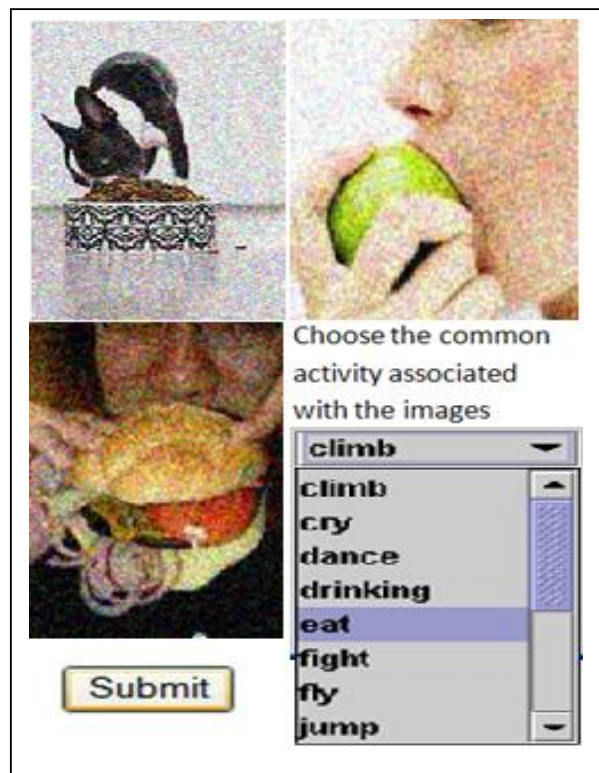 Choose the common
activity associated
with the images
climb
climb
cry
dance
drinking
eat
fight
fly
jump
Submit